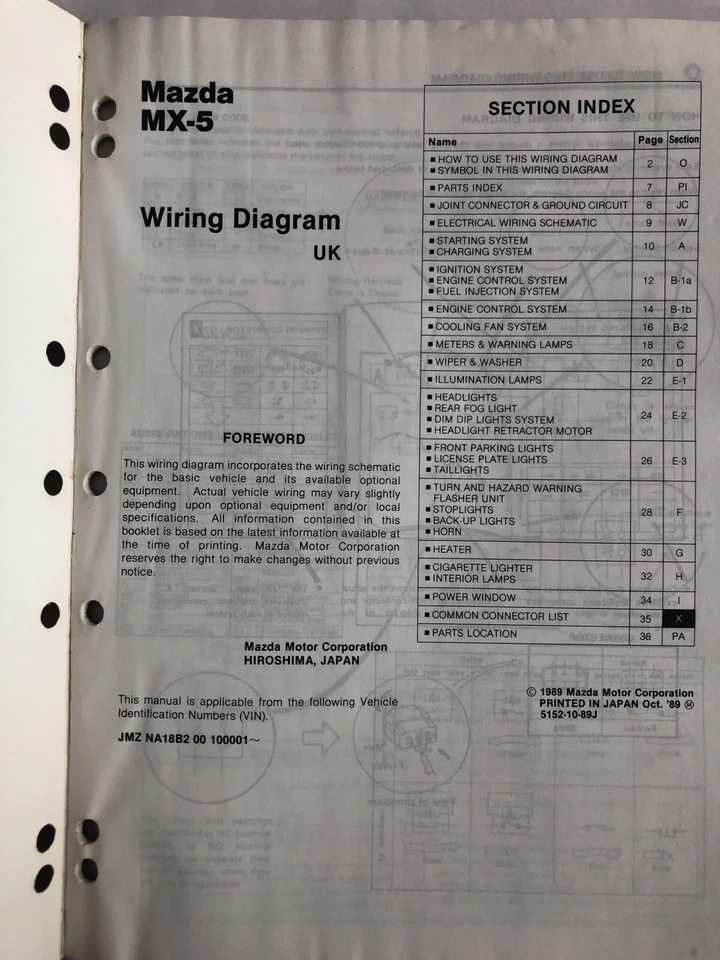 Mazda
MX-5
Wiring Diagram
UK
FOREWORD
This wiring diagram incorporates the wiring schematic
for the basic vehicle and its available optional
equipment. Actual vehicle wiring may vary slightly
depending upon optional equipment and/or local
specifications. All information contained in this
booklet is based on the latest information available at
the time of printing. Mazda Motor Corporation
reserves the right to make changes without previous
notice.
Mazda Motor Corporation
HIROSHIMA, JAPAN
This manual is applicable from the following Vehicle
Identification Numbers (VIN).
JMZ NA18B2 00 100001~
SECTION INDEX
Name Page Section
■ HOW TO USE THIS WIRING DIAGRAM
■ SYMBOL IN THIS WIRING DIAGRAM 2 O
■ PARTS INDEX 7 PI
■ JOINT CONNECTOR & GROUND CIRCUIT 8 JC
■ ELECTRICAL WIRING SCHEMATIC 9 W
■ STARTING SYSTEM
■ CHARGING SYSTEM 10 A
■ IGNITION SYSTEM
■ ENGINE CONTROL SYSTEM 12 B-1a
■ FUEL INJECTION SYSTEM
■ ENGINE CONTROL SYSTEM 14 B-1b
■ COOLING FAN SYSTEM 16 B-2
■ METERS & WARNING LAMPS 18 C
■ WIPER & WASHER 20 D
■ ILLUMINATION LAMPS 22 E-1
■ HEADLIGHTS
■ REAR FOG LIGHT
■ DIM DIP LIGHTS SYSTEM 24 E-2
■ HEADLIGHT RETRACTOR MOTOR
■ FRONT PARKING LIGHTS
■ LICENSE PLATE LIGHTS 26 E-3
■ TAILLIGHTS
■ TURN AND HAZARD WARNING
FLASHER UNIT
■ STOPLIGHTS 28 F
■ BACK-UP LIGHTS
■ HORN
■ HEATER 30 G
■ CIGARETTE LIGHTER
■ INTERIOR LAMPS 32 H
■ POWER WINDOW 34 I
■ COMMON CONNECTOR LIST 35 X
■ PARTS LOCATION 36 PA
© 1989 Mazda Motor Corporation
PRINTED IN JAPAN Oct. '89 Ⓜ
5152-10-89J